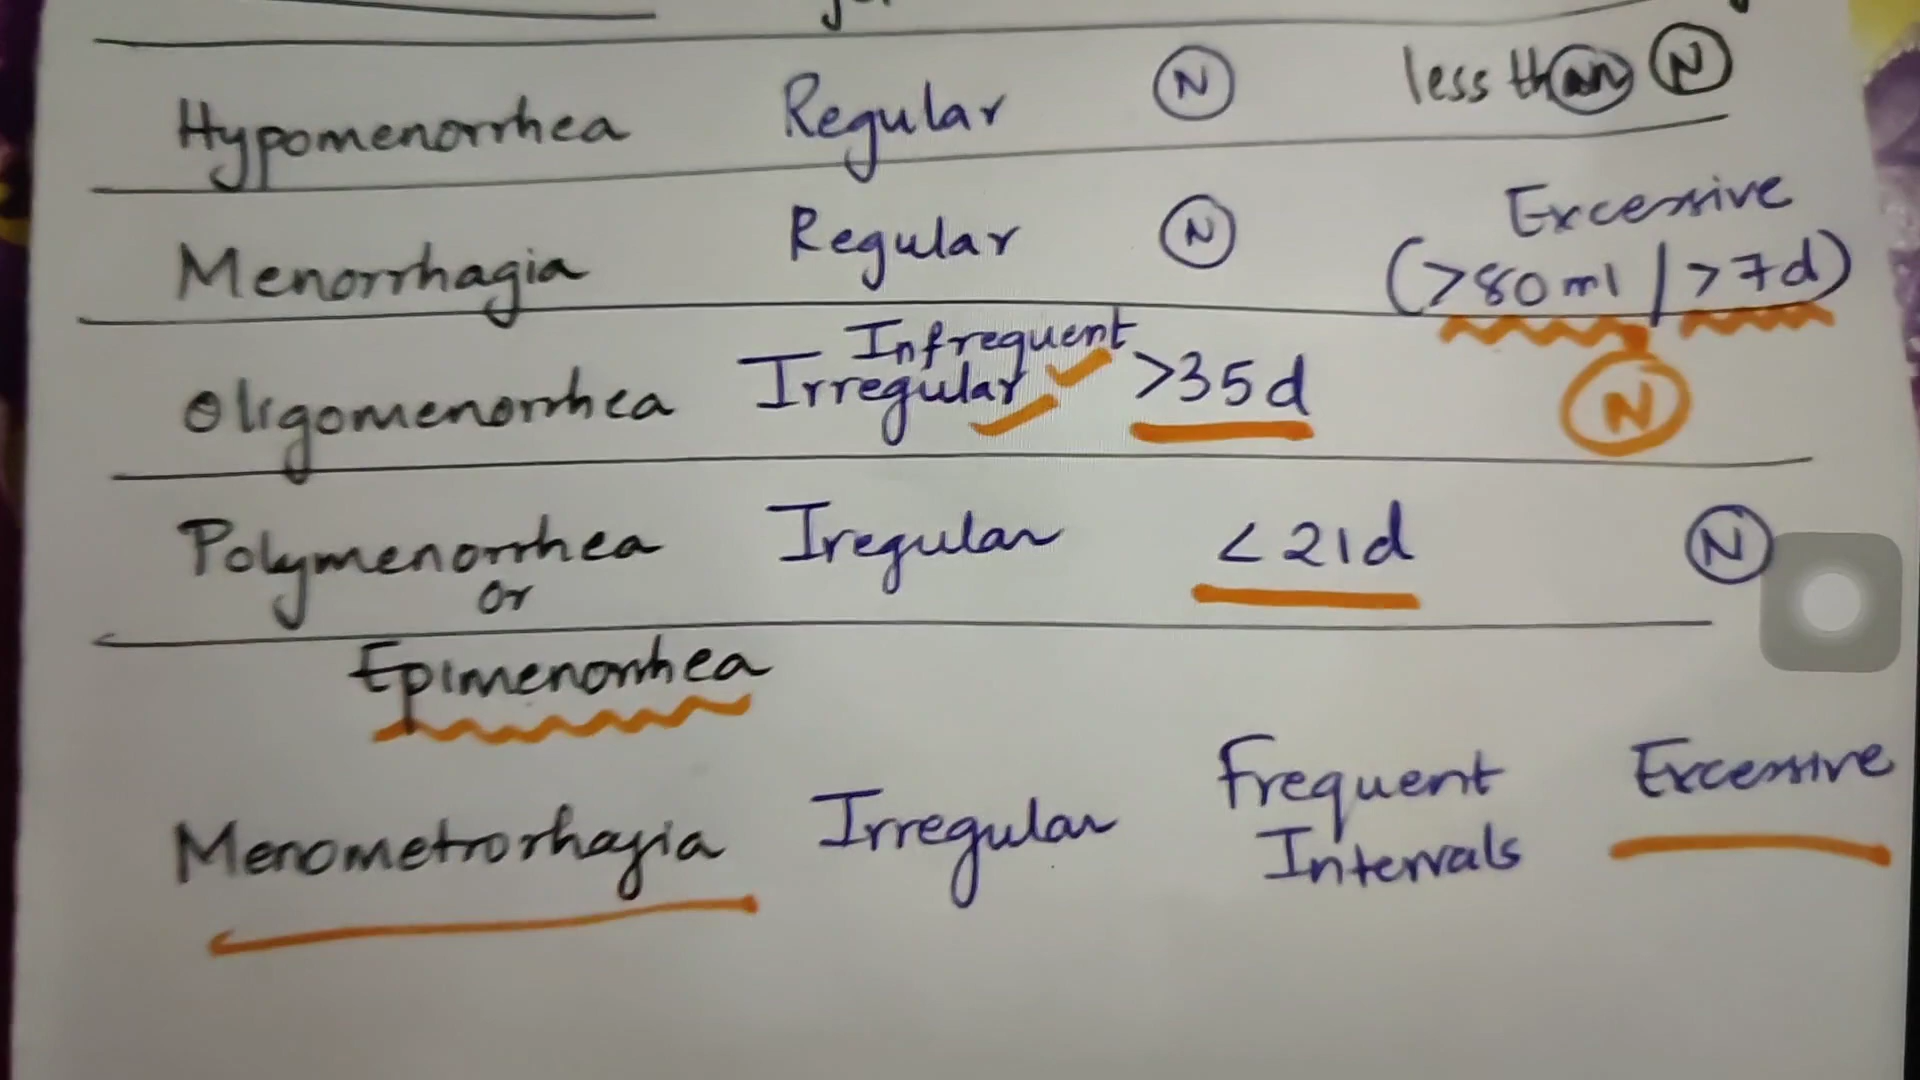 Hypomenorrhea Regular N less than N
Menorrhagia Regular N Excessive
(>80ml / >7d)
Infrequent
Oligomenorrhea Irregular >35d N
Polymenorrhea Iregular <21d N
or
Epimenorrhea
Menometrorhagia Irregular Frequent Excessive
Intervals